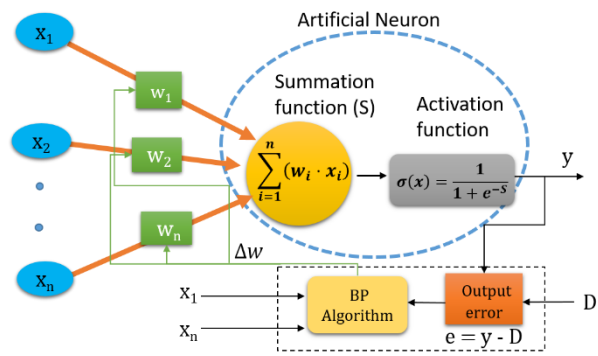 Artificial Neuron
x₁
w₁
Summation
function (S)
Activation
function
x₂
w₂
n
∑(wᵢ · xᵢ)
i=1
σ(x) = 1 / (1 + e⁻ˢ)
y
wₙ
xₙ
Δw
x₁
xₙ
BP
Algorithm
Output
error
D
e = y - D